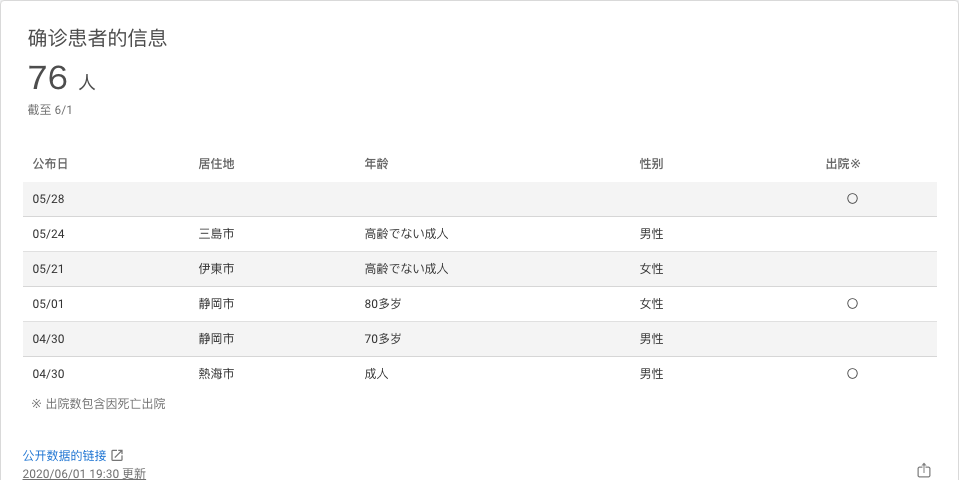 确诊患者的信息
76 人
截至 6/1
公布日 居住地 年龄 性别 出院※
05/28 〇
05/24 三島市 高齢でない成人 男性
05/21 伊東市 高齢でない成人 女性
05/01 静岡市 80多岁 女性 〇
04/30 静岡市 70多岁 男性
04/30 熱海市 成人 男性 〇
※ 出院数包含因死亡出院
公开数据的链接
2020/06/01 19:30 更新